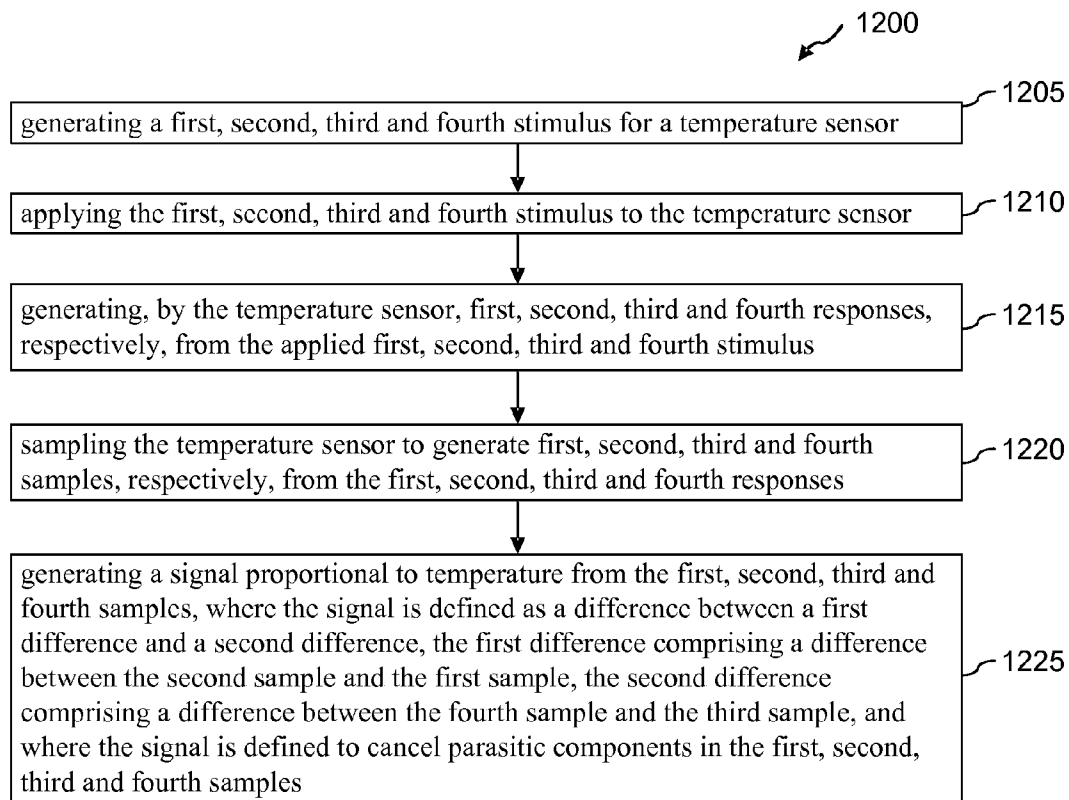 1200
1205
generating a first, second, third and fourth stimulus for a temperature sensor
applying the first, second, third and fourth stimulus to the temperature sensor
1210
generating, by the temperature sensor, first, second, third and fourth responses,
respectively, from the applied first, second, third and fourth stimulus
1215
sampling the temperature sensor to generate first, second, third and fourth
samples, respectively, from the first, second, third and fourth responses
1220
generating a signal proportional to temperature from the first, second, third and
fourth samples, where the signal is defined as a difference between a first
difference and a second difference, the first difference comprising a difference
between the second sample and the first sample, the second difference
comprising a difference between the fourth sample and the third sample, and
where the signal is defined to cancel parasitic components in the first, second,
third and fourth samples
1225